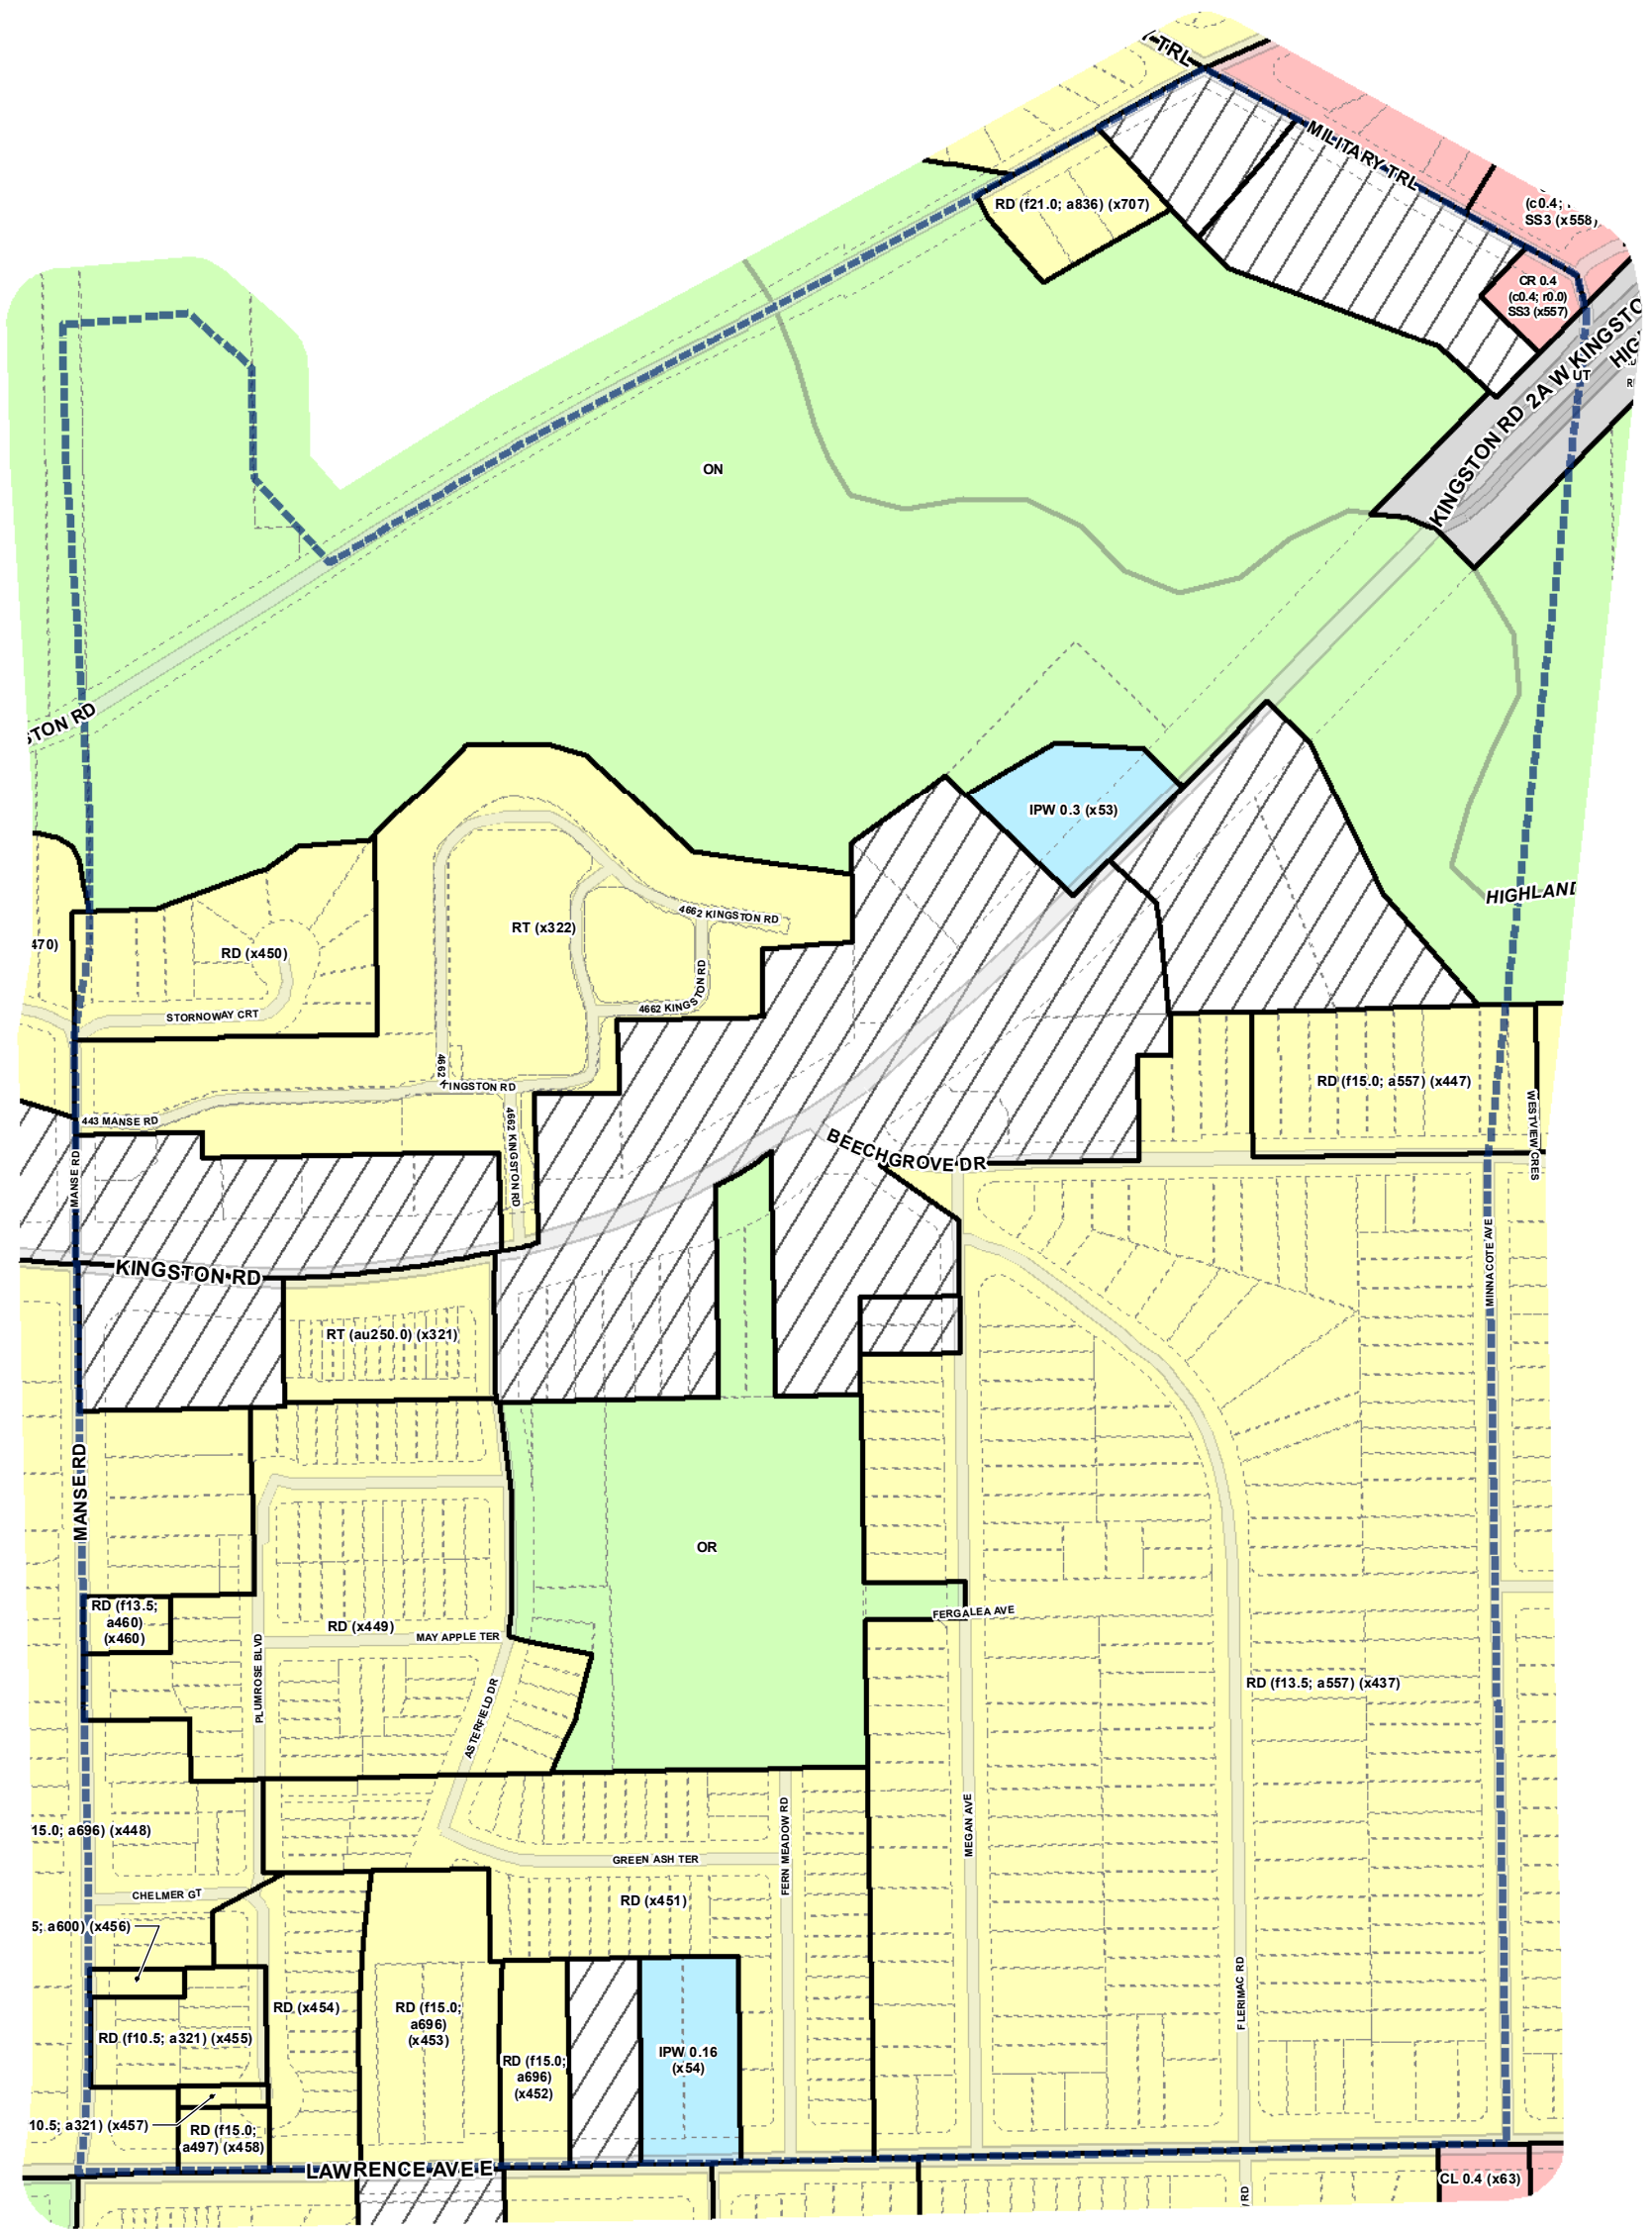 TRL
MILITARY TRL
(c0.4;
SS3 (x558)
RD (f21.0; a836) (x707)
CR 0.4
(c0.4; r0.0)
SS3 (x557)
UT
KINGSTON RD 2A W KINGSTO
HIG
ON
STON RD
IPW 0.3 (x53)
HIGHLAND
470)
RD (x450)
STORNOWAY CRT
RT (x322)
4662 KINGSTON RD
4662 KINGSTON RD
4662 KINGSTON RD
443 MANSE RD
4662 KINGSTON RD
MANSE RD
BEECHGROVE DR
RD (f15.0; a557) (x447)
WESTVIEW CRES
KINGSTON RD
RT (au250.0) (x321)
MINNACOTE AVE
MANSE RD
OR
RD (f13.5;
a460)
(x460)
RD (x449)
MAY APPLE TER
FERGALEA AVE
PLUMROSE BLVD
ASTERFIELD DR
RD (f13.5; a557) (x437)
15.0; a696) (x448)
GREEN ASH TER
FERN MEADOW RD
MEGAN AVE
CHELMER GT
RD (x451)
5; a600) (x456)
RD (x454)
RD (f15.0;
a696)
(x453)
RD (f10.5; a321) (x455)
RD (f15.0;
a696)
(x452)
IPW 0.16
(x54)
FLERIMAC RD
10.5; a321) (x457)
RD (f15.0;
a497) (x458)
LAWRENCE AVE E
CL 0.4 (x63)
RD